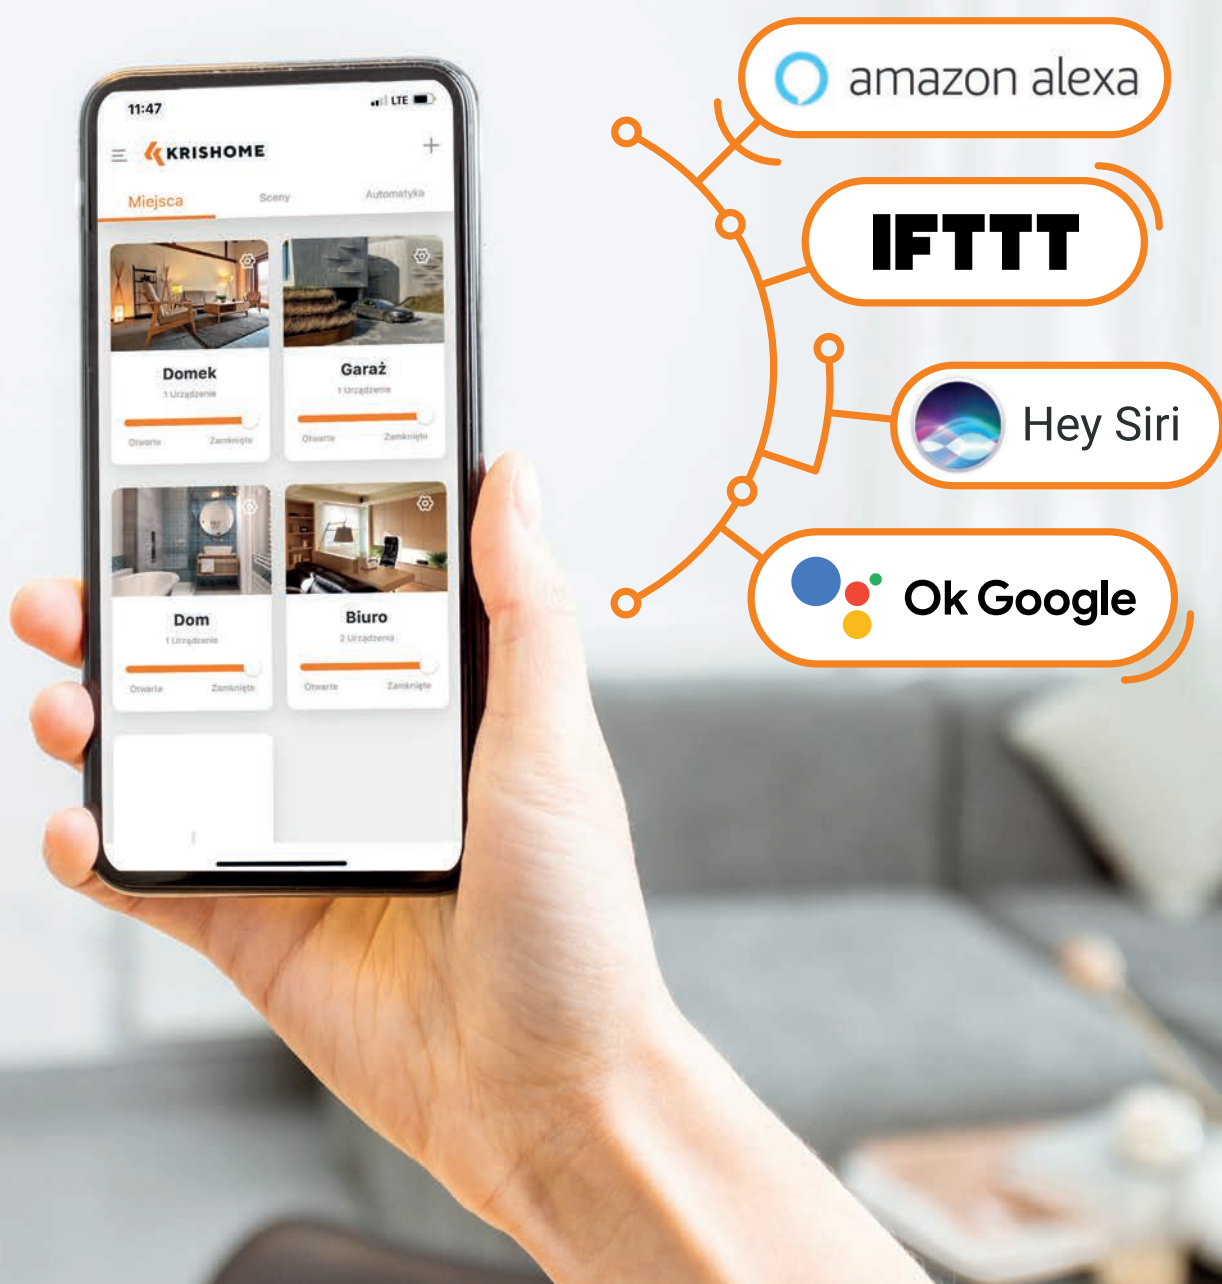 11:47
LTE
KRISHOME
Miejsca
Sceny
Automatyka
Domek
1 Urządzenie
Otwarte
Zamknięte
Garaż
1 Urządzenie
Otwarte
Zamknięte
Dom
1 Urządzenie
Otwarte
Zamknięte
Biuro
2 Urządzenia
Otwarte
Zamknięte
amazon alexa
IFTTT
Hey Siri
Ok Google